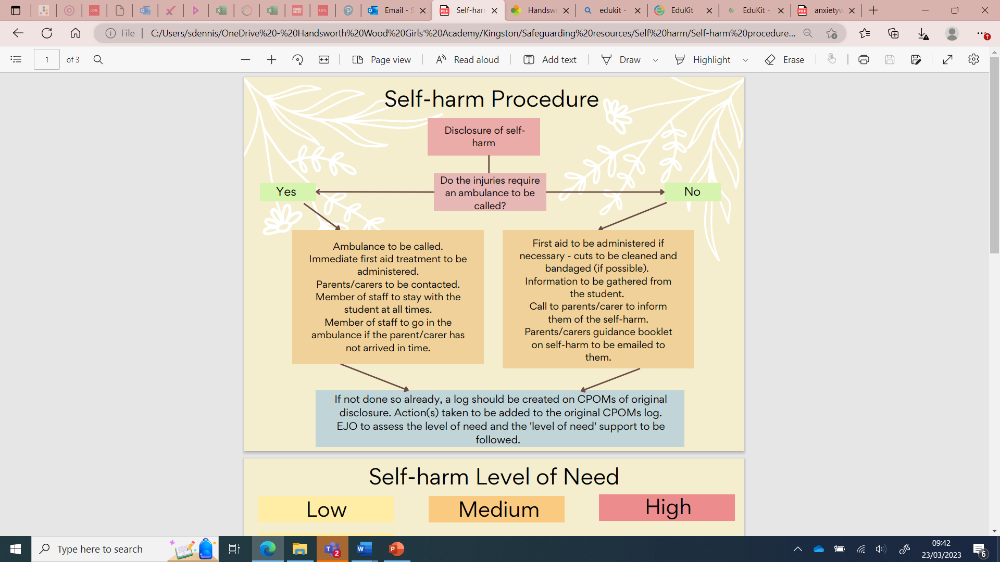 Email - S
Self-harm
Handswo
edukit -
EduKit
EduKit -
anxietyw
File
C:/Users/sdennis/OneDrive%20-%20Handsworth%20Wood%20Girls'%20Academy/Kingston/Safeguarding%20resources/Self%20harm/Self-harm%20procedure...
1 of 3
Page view
Read aloud
Add text
Draw
Highlight
Erase
Self-harm Procedure
Disclosure of self-
harm
Do the injuries require
an ambulance to be
called?
Yes
No
Ambulance to be called.
Immediate first aid treatment to be
administered.
Parents/carers to be contacted.
Member of staff to stay with the
student at all times.
Member of staff to go in the
ambulance if the parent/carer has
not arrived in time.
First aid to be administered if
necessary - cuts to be cleaned and
bandaged (if possible).
Information to be gathered from
the student.
Call to parents/carer to inform
them of the self-harm.
Parents/carers guidance booklet
on self-harm to be emailed to
them.
If not done so already, a log should be created on CPOMs of original
disclosure. Action(s) taken to be added to the original CPOMs log.
EJO to assess the level of need and the 'level of need' support to be
followed.
Self-harm Level of Need
Low
Medium
High
Type here to search
2
09:42
23/03/2023
6